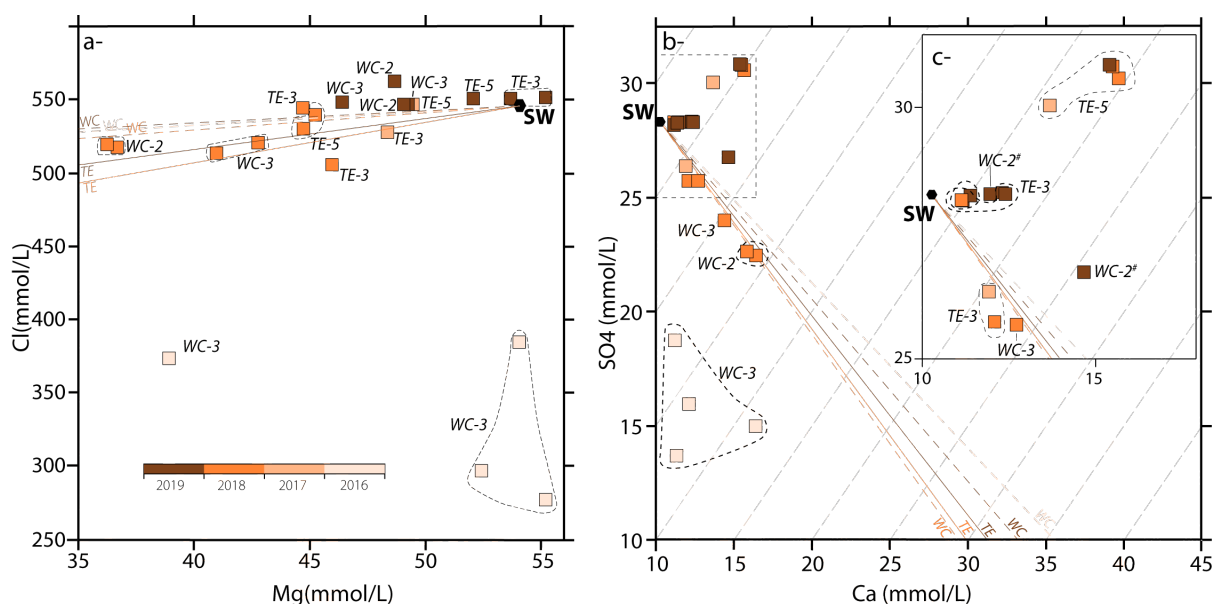 a-
WC-2
WC-3
WC-3
TE-5
TE-3
TE-3
WC-2
TE-5
SW
WC
WC
WC
WC-2
WC-3
TE-5
TE-3
TE-3
TE
TE
WC-3
WC-3
2019
2018
2017
2016
550
500
450
400
350
300
250
35
40
45
50
55
Cl(mmol/L)
Mg(mmol/L)
b-
SW
WC-3
WC-2
WC-3
WC
TE
TE
WC
30
25
20
15
10
10
15
20
25
30
35
40
45
SO4 (mmol/L)
Ca (mmol/L)
c-
TE-5
WC-2#
TE-3
SW
WC-2#
TE-3
WC-3
30
25
10
15